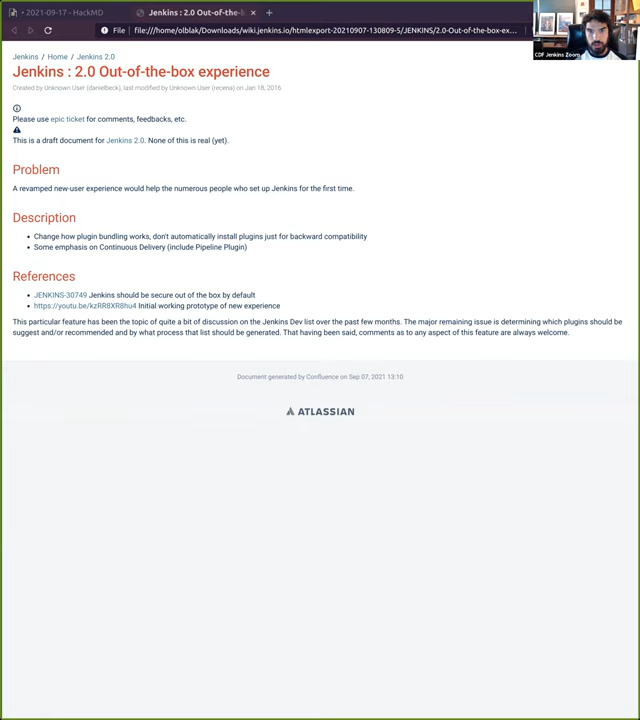 2021-09-17 - HackMD
Jenkins : 2.0 Out-of-the-b
File
file:///home/olblak/Downloads/wiki.jenkins.io/htmlexport-20210907-130809-5/JENKINS/2.0-Out-of-the-box-ex...
CDF Jenkins Zoom
Jenkins / Home / Jenkins 2.0
Jenkins : 2.0 Out-of-the-box experience
Created by Unknown User (danielbeck), last modified by Unknown User (recena) on Jan 18, 2016
Please use epic ticket for comments, feedbacks, etc.
This is a draft document for Jenkins 2.0. None of this is real (yet).
Problem
A revamped new-user experience would help the numerous people who set up Jenkins for the first time.
Description
• Change how plugin bundling works, don't automatically install plugins just for backward compatibility
• Some emphasis on Continuous Delivery (include Pipeline Plugin)
References
• JENKINS-30749 Jenkins should be secure out of the box by default
• https://youtu.be/kzRR8XR8hu4 Initial working prototype of new experience
This particular feature has been the topic of quite a bit of discussion on the Jenkins Dev list over the past few months. The major remaining issue is determining which plugins should be
suggest and/or recommended and by what process that list should be generated. That having been said, comments as to any aspect of this feature are always welcome.
Document generated by Confluence on Sep 07, 2021 13:10
ATLASSIAN